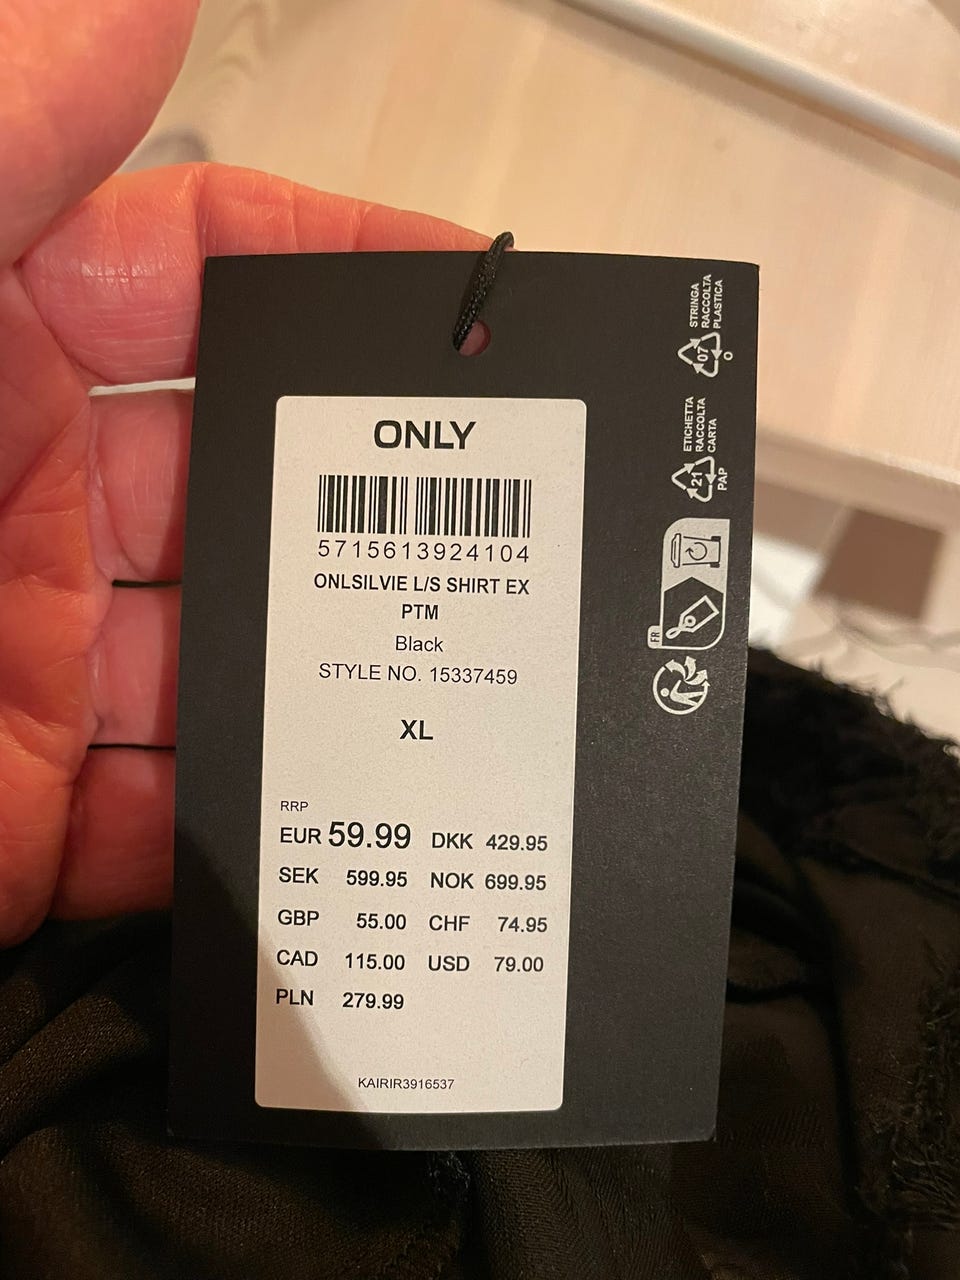 ONLY
5715613924104
ONLSILVIE L/S SHIRT EX
PTM
Black
STYLE NO. 15337459
XL
RRP
EUR 59.99 DKK 429.95
SEK 599.95 NOK 699.95
GBP 55.00 CHF 74.95
CAD 115.00 USD 79.00
PLN 279.99
KAIRIR3916537
STRINGA
RACCOLTA
PLASTICA
07
O
ETICHETTA
RACCOLTA
CARTA
21
PAP
FR